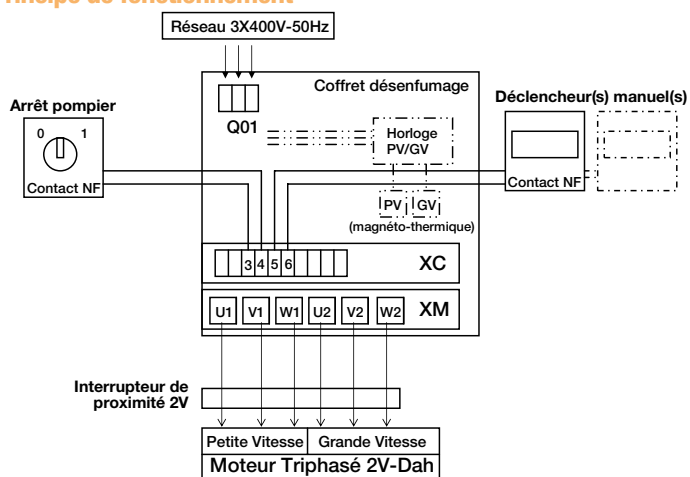 Réseau 3X400V-50Hz
Coffret désenfumage
Arrêt pompier
0 1
Contact NF
Q01
Horloge
PV/GV
Déclencheur(s) manuel(s)
Contact NF
PV GV
(magnéto-thermique)
3 4 5 6
XC
U1 V1 W1 U2 V2 W2 XM
Interrupteur de
proximité 2V
Petite Vitesse Grande Vitesse
Moteur Triphasé 2V-Dah